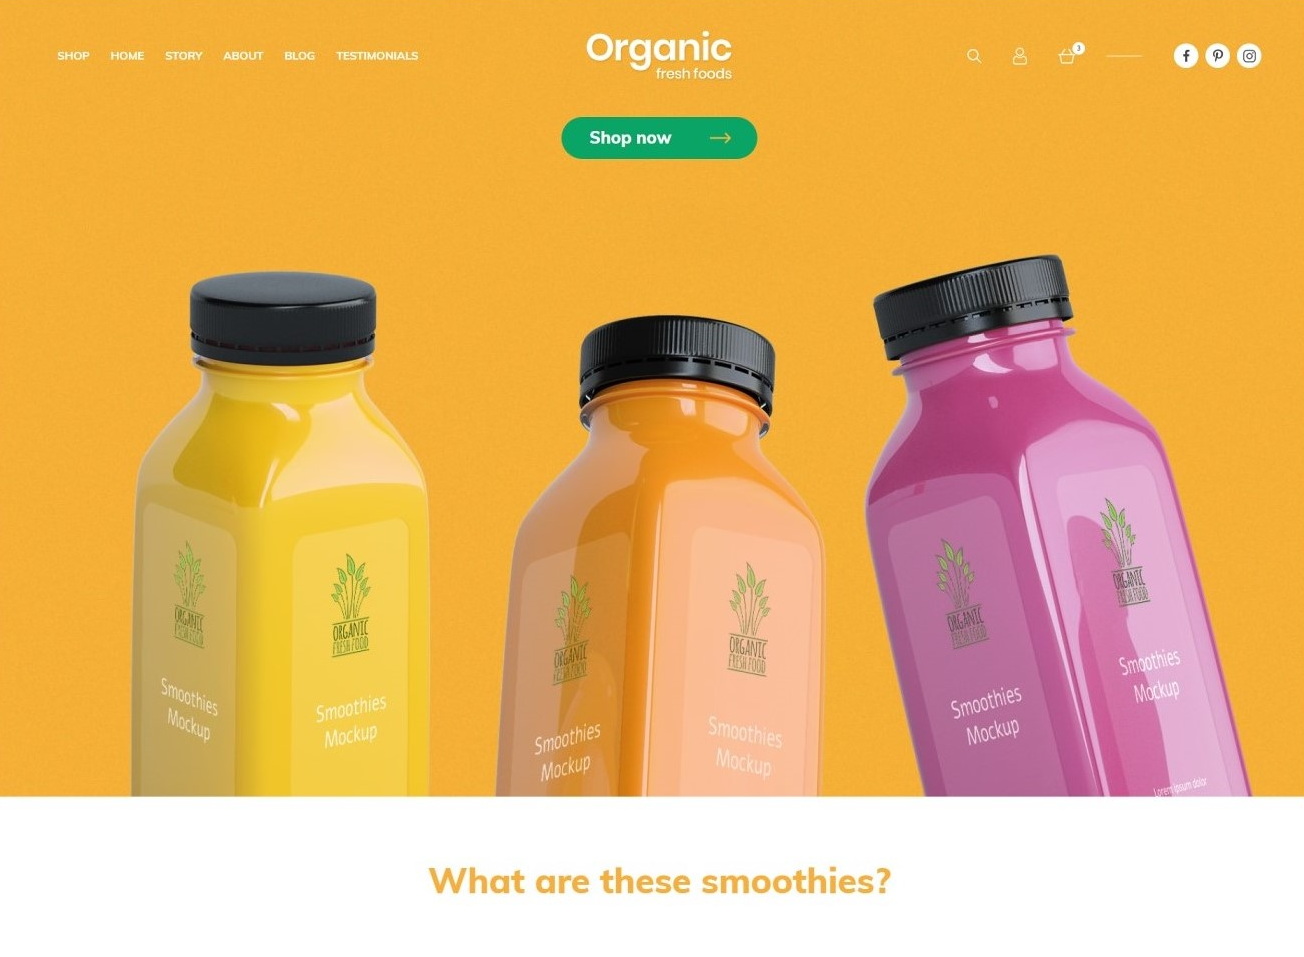 SHOP HOME STORY ABOUT BLOG TESTIMONIALS
Organic
fresh foods
3
Shop now
ORGANIC
FRESH FOOD
Smoothies
Mockup
ORGANIC
FRESH FOOD
Smoothies
Mockup
ORGANIC
FRESH FOOD
Smoothies
Mockup
ORGANIC
FRESH FOOD
Smoothies
Mockup
ORGANIC
FRESH FOOD
Smoothies
Mockup
ORGANIC
FRESH FOOD
Smoothies
Mockup
Lorem ipsum dolor
What are these smoothies?